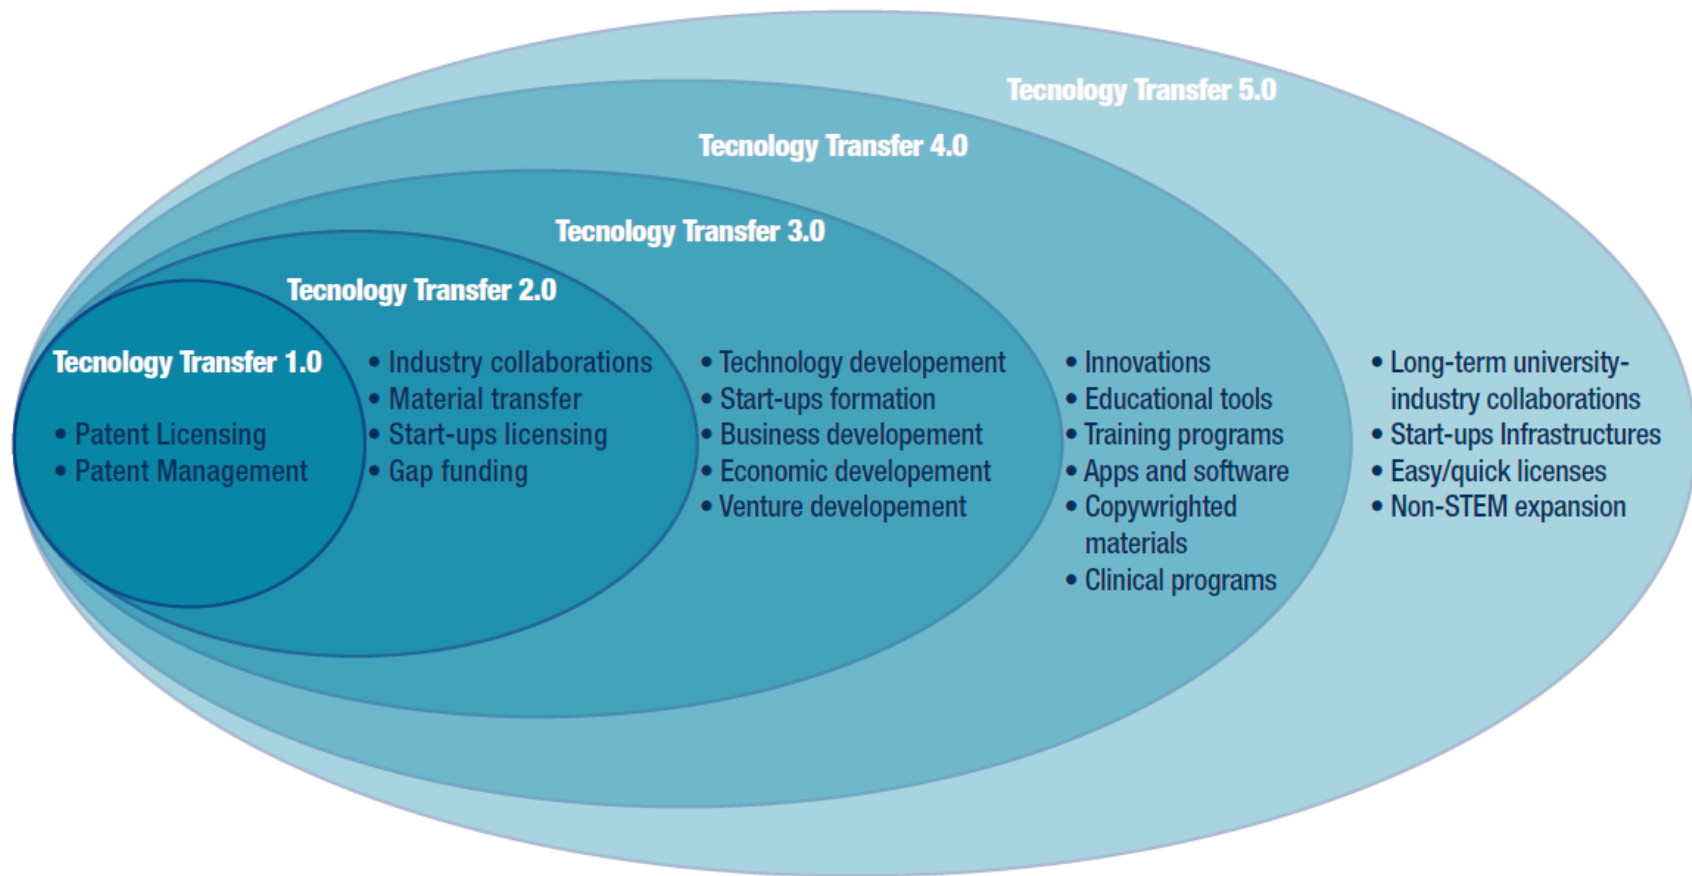 Tecnology Transfer 5.0
Tecnology Transfer 4.0
Tecnology Transfer 3.0
Tecnology Transfer 2.0
Tecnology Transfer 1.0
• Patent Licensing
• Patent Management
• Industry collaborations
• Material transfer
• Start-ups licensing
• Gap funding
• Technology developement
• Start-ups formation
• Business developement
• Economic developement
• Venture developement
• Innovations
• Educational tools
• Training programs
• Apps and software
• Copywrighted
materials
• Clinical programs
• Long-term university-
industry collaborations
• Start-ups Infrastructures
• Easy/quick licenses
• Non-STEM expansion